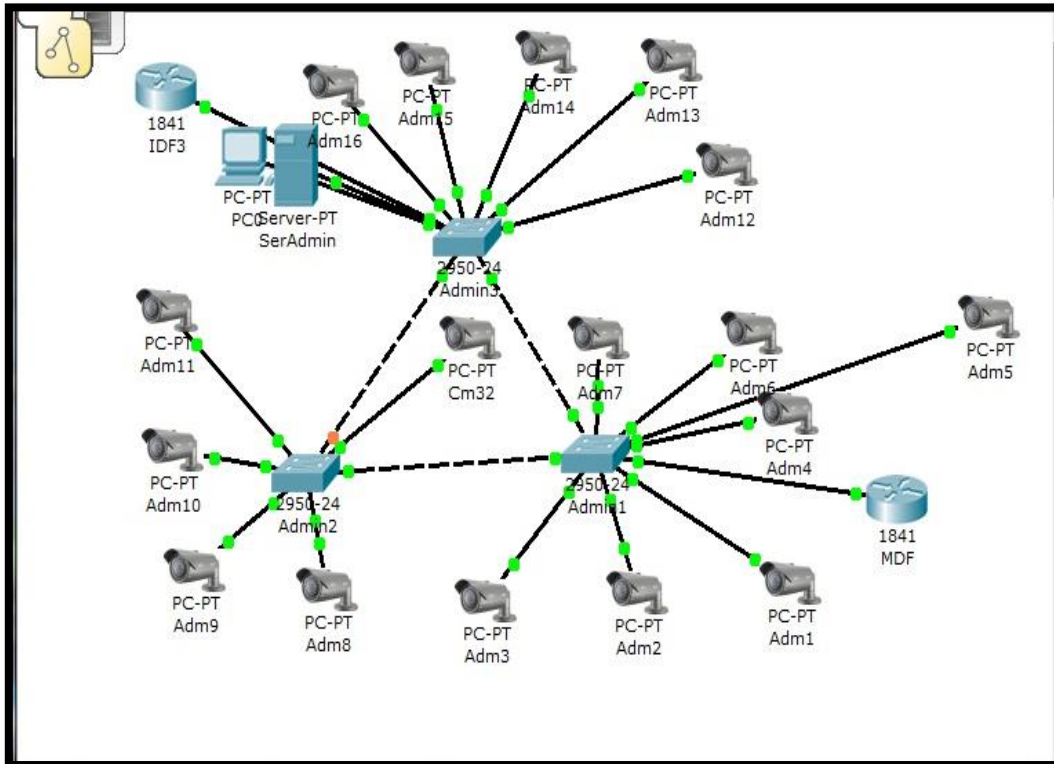 1841
IDF3
PC-PT
Adm16
PC-PT
Adm15
PC-PT
Adm14
PC-PT
Adm13
PC-PT
Adm12
PC-PT
PC0
Server-PT
SerAdmin
2950-24
Admin3
PC-PT
Adm11
PC-PT
Cm32
PC-PT
Adm7
PC-PT
Adm6
PC-PT
Adm5
PC-PT
Adm4
PC-PT
Adm10
2950-24
Admin2
2950-24
Admin1
1841
MDF
PC-PT
Adm9
PC-PT
Adm8
PC-PT
Adm3
PC-PT
Adm2
PC-PT
Adm1